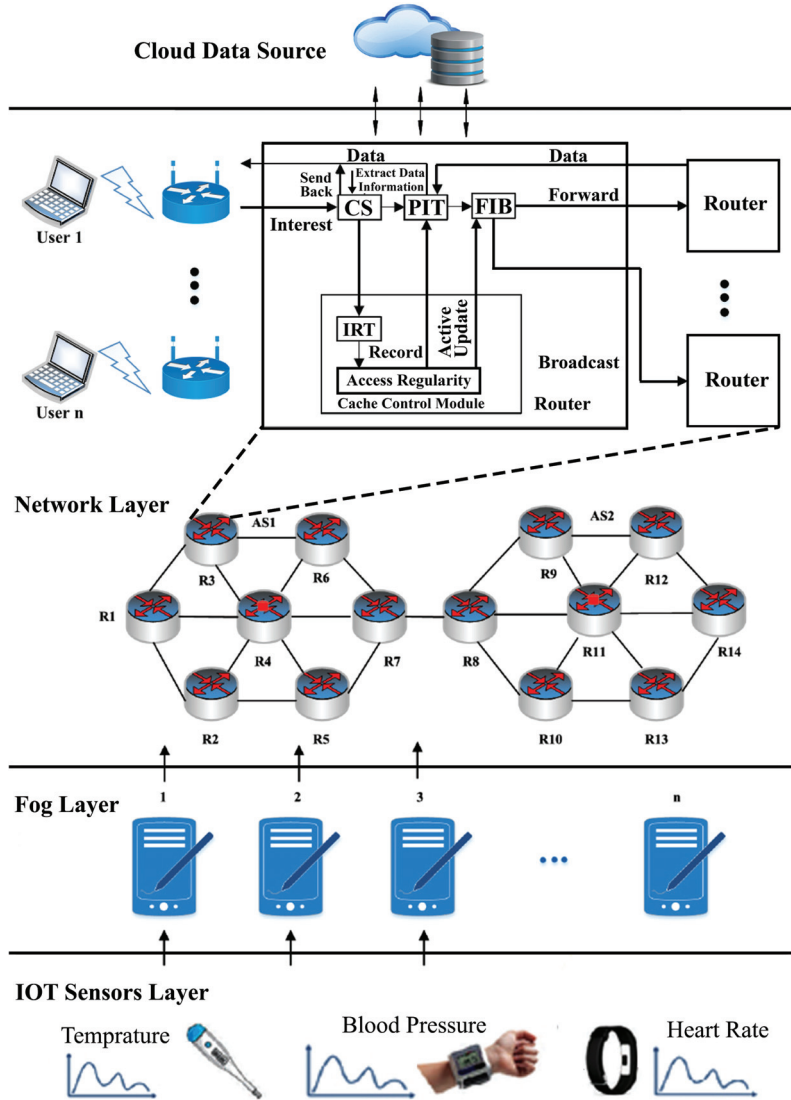 Cloud Data Source
Data
Data
Send
Back
Extract Data
Information
CS
PIT
FIB
Forward
Router
Interest
User 1
IRT
Record
Active
Update
Access Regularity
Cache Control Module
Broadcast
Router
Router
User n
Network Layer
AS1
AS2
R3
R6
R9
R12
R1
R4
R7
R8
R11
R14
R2
R5
R10
R13
Fog Layer
1
2
3
n
IOT Sensors Layer
Temprature
Blood Pressure
Heart Rate